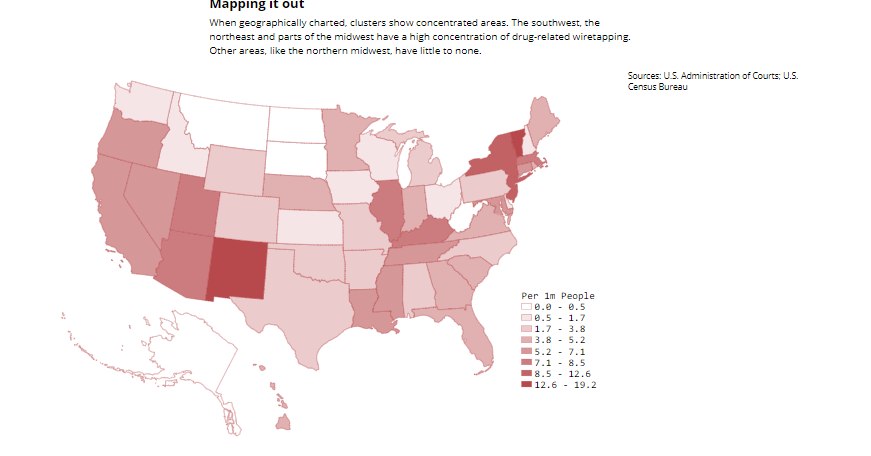 Mapping it out
When geographically charted, clusters show concentrated areas. The southwest, the
northeast and parts of the midwest have a high concentration of drug-related wiretapping.
Other areas, like the northern midwest, have little to none.
Sources: U.S. Administration of Courts; U.S.
Census Bureau
Per 1m People
0.0 - 0.5
0.5 - 1.7
1.7 - 3.8
3.8 - 5.2
5.2 - 7.1
7.1 - 8.5
8.5 - 12.6
12.6 - 19.2